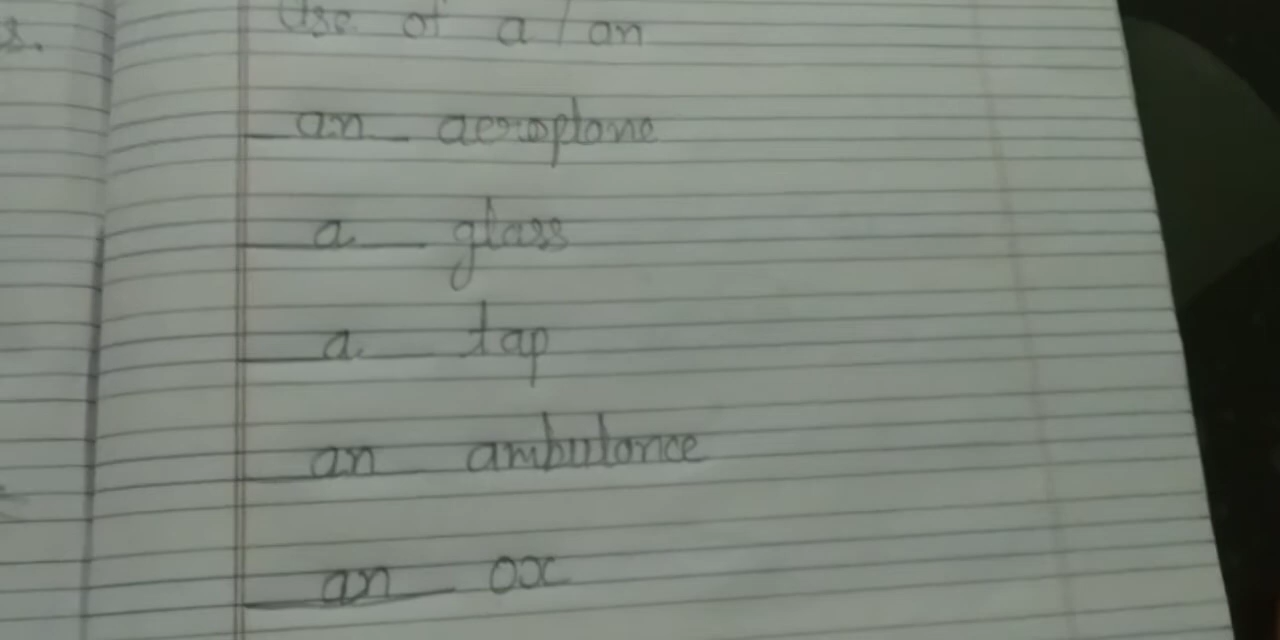 Use of a / an
an aeroplane
a glass
a tap
an ambulance
an ox